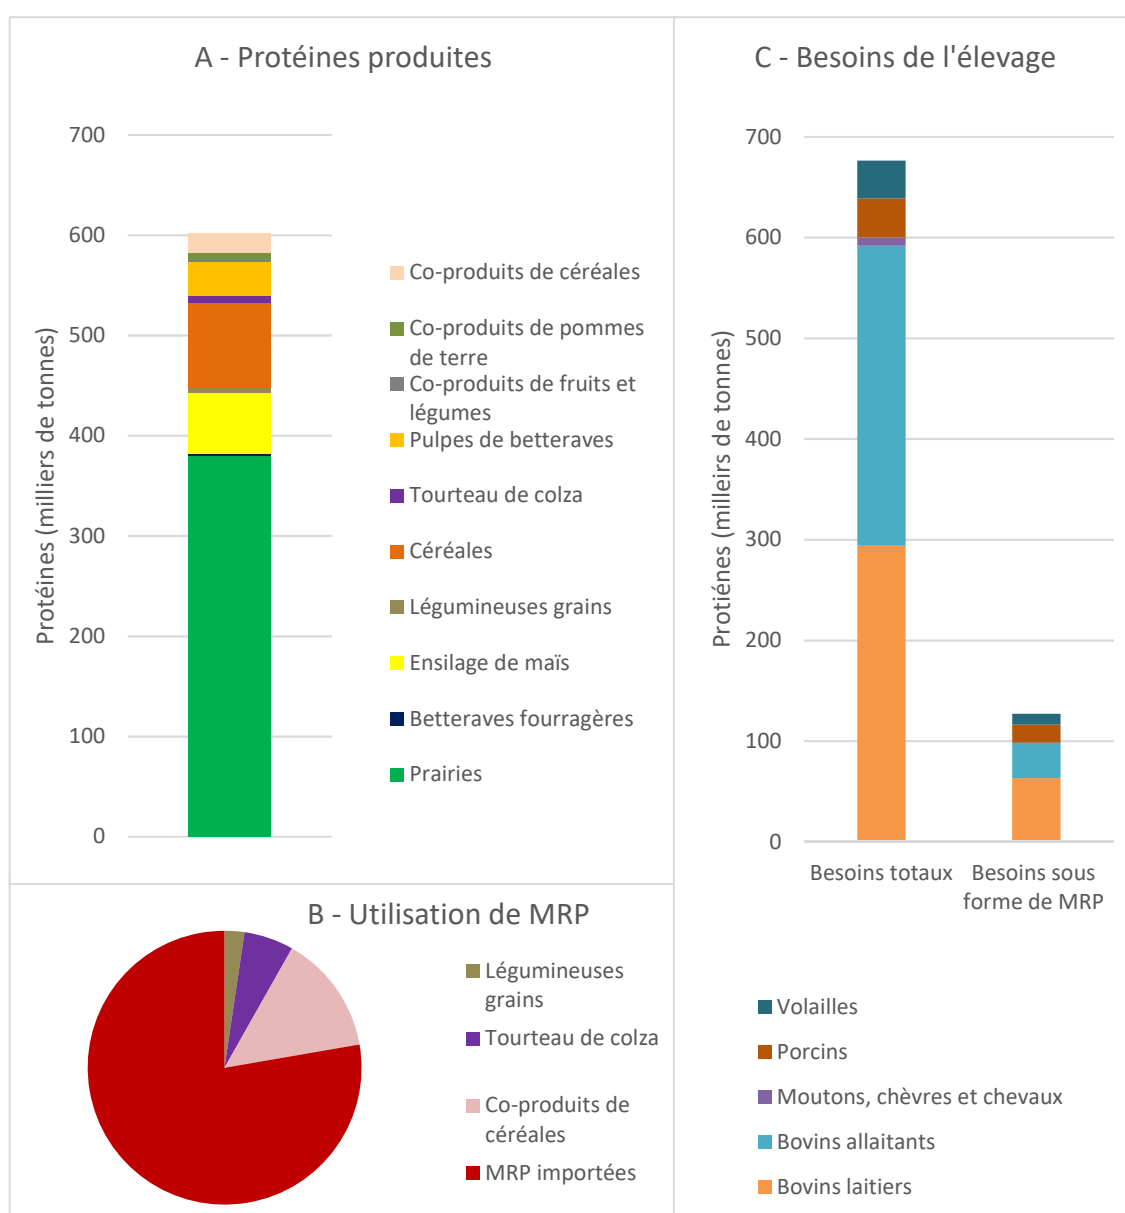 A - Protéines produites
700
600
500
400
300
200
100
0
Protéines (milliers de tonnes)
Co-produits de céréales
Co-produits de pommes
de terre
Co-produits de fruits et
légumes
Pulpes de betteraves
Tourteau de colza
Céréales
Légumineuses grains
Ensilage de maïs
Betteraves fourragères
Prairies
B - Utilisation de MRP
Légumineuses
grains
Tourteau de colza
Co-produits de
céréales
MRP importées
C - Besoins de l'élevage
700
600
500
400
300
200
100
0
Protiénes (milleirs de tonnes)
Besoins totaux
Besoins sous
forme de MRP
Volailles
Porcins
Moutons, chèvres et chevaux
Bovins allaitants
Bovins laitiers